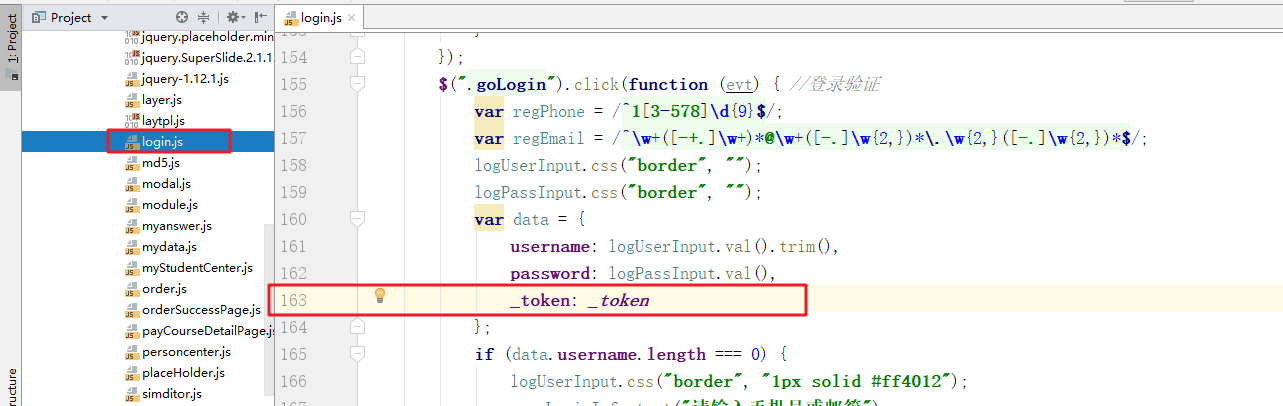 1: Project
Project
login.js
jquery.placeholder.min
jquery.SuperSlide.2.1.1
jquery-1.12.1.js
layer.js
laytpl.js
login.js
md5.js
modal.js
module.js
myanswer.js
mydata.js
myStudentCenter.js
order.js
orderSuccessPage.js
payCourseDetailPage.js
personcenter.js
placeHolder.js
simditor.js
ructure
154 });
155 $(".goLogin").click(function (evt) { //登录验证
156 var regPhone = /^1[3-578]\d{9}$/;
157 var regEmail = /^\w+([-+.]\w+)*@\w+([-.]\w{2,})*\.\w{2,}([-.]\w{2,})*$/;
158 logUserInput.css("border", "");
159 logPassInput.css("border", "");
160 var data = {
161 username: logUserInput.val().trim(),
162 password: logPassInput.val(),
163 _token: _token
164 };
165 if (data.username.length === 0) {
166 logUserInput.css("border", "1px solid #ff4012");